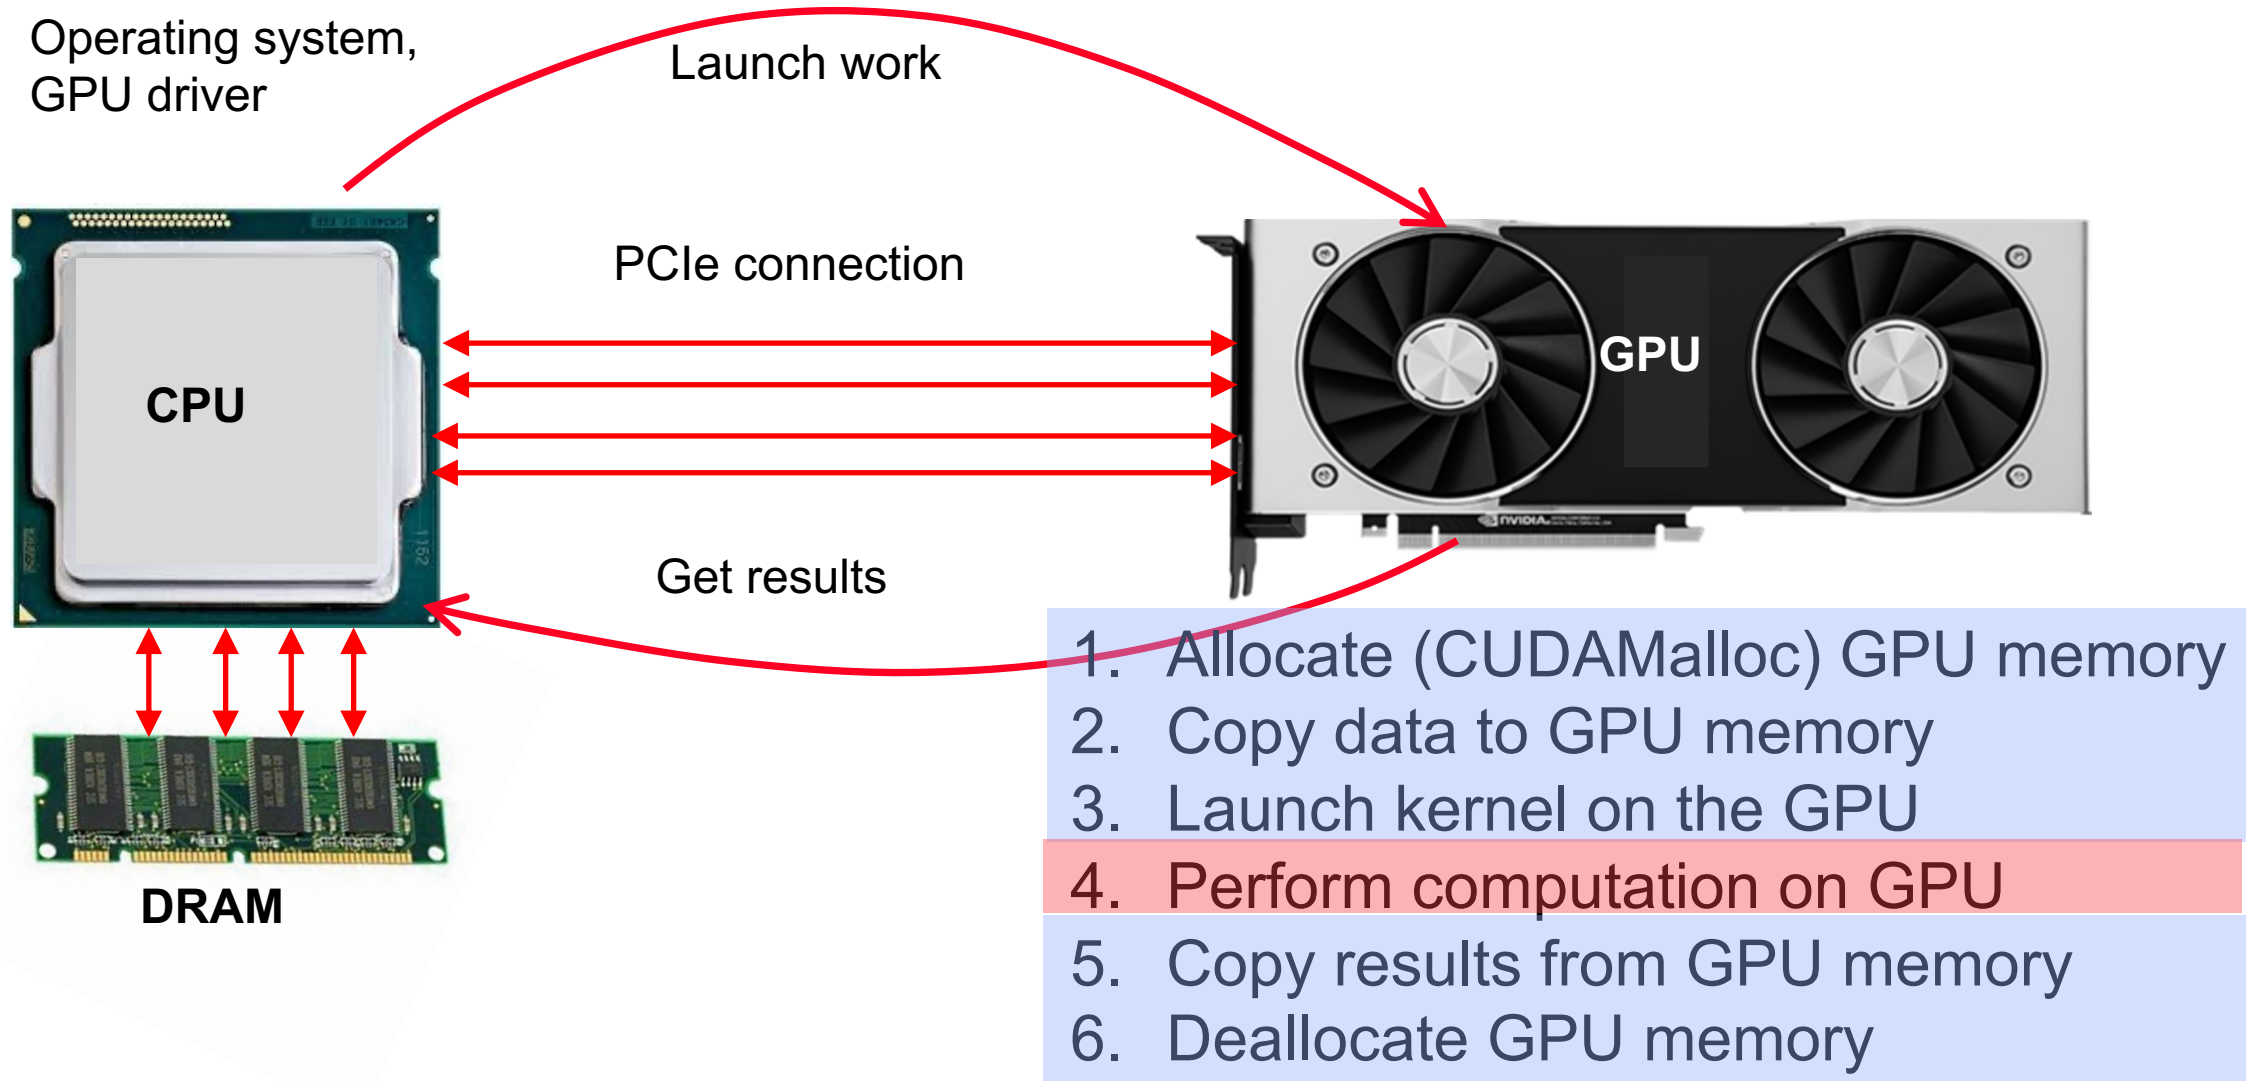 Operating system,
GPU driver
Launch work
PCIe connection
CPU
GPU
NVIDIA.
1152
Get results
DRAM
1. Allocate (CUDAMalloc) GPU memory
2. Copy data to GPU memory
3. Launch kernel on the GPU
4. Perform computation on GPU
5. Copy results from GPU memory
6. Deallocate GPU memory